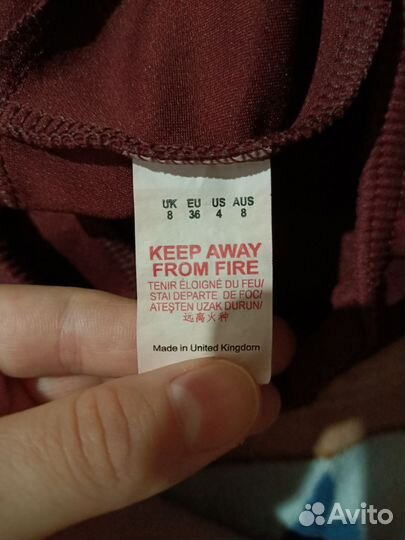 UK EU US AUS
8 36 4 8
KEEP AWAY
FROM FIRE
TENIR ÉLOIGNÉ DU FEU/
STAI DEPARTE DE FOC/
ATEŞTEN UZAK DURUN/
远离火种
Made in United Kingdom
Avito